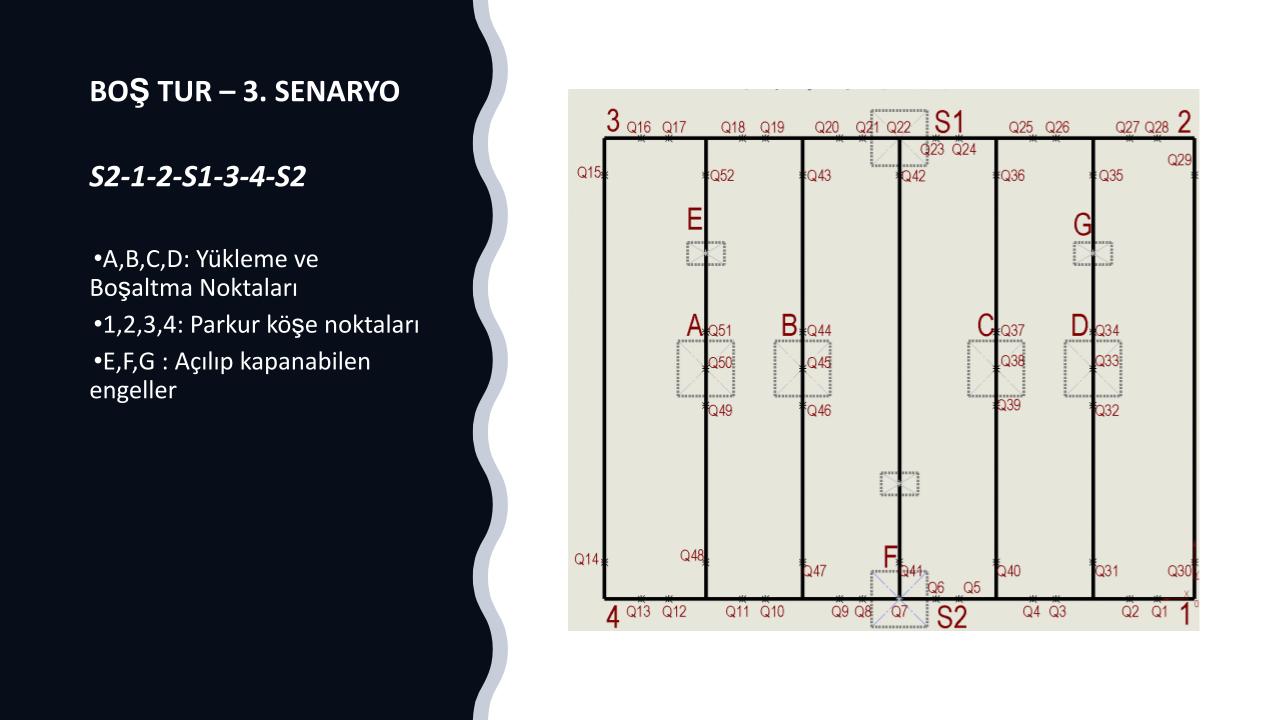 BOŞ TUR – 3. SENARYO
S2-1-2-S1-3-4-S2
•A,B,C,D: Yükleme ve
Boşaltma Noktaları
•1,2,3,4: Parkur köşe noktaları
•E,F,G : Açılıp kapanabilen
engeller
3 Q16 Q17 Q18 Q19 Q20 Q21 Q22 S1 Q25 Q26 Q27 Q28 2
Q23 Q24
Q29
Q15 Q52 Q43 Q42 Q36 Q35
E G
A Q51 B Q44 C Q37 D Q34
Q50 Q45 Q38 Q33
Q49 Q46 Q39 Q32
F
Q14 Q48 Q47 Q41 Q40 Q31 Q30
Q6 Q5
4 Q13 Q12 Q11 Q10 Q9 Q8 Q7 S2 Q4 Q3 Q2 Q1 1